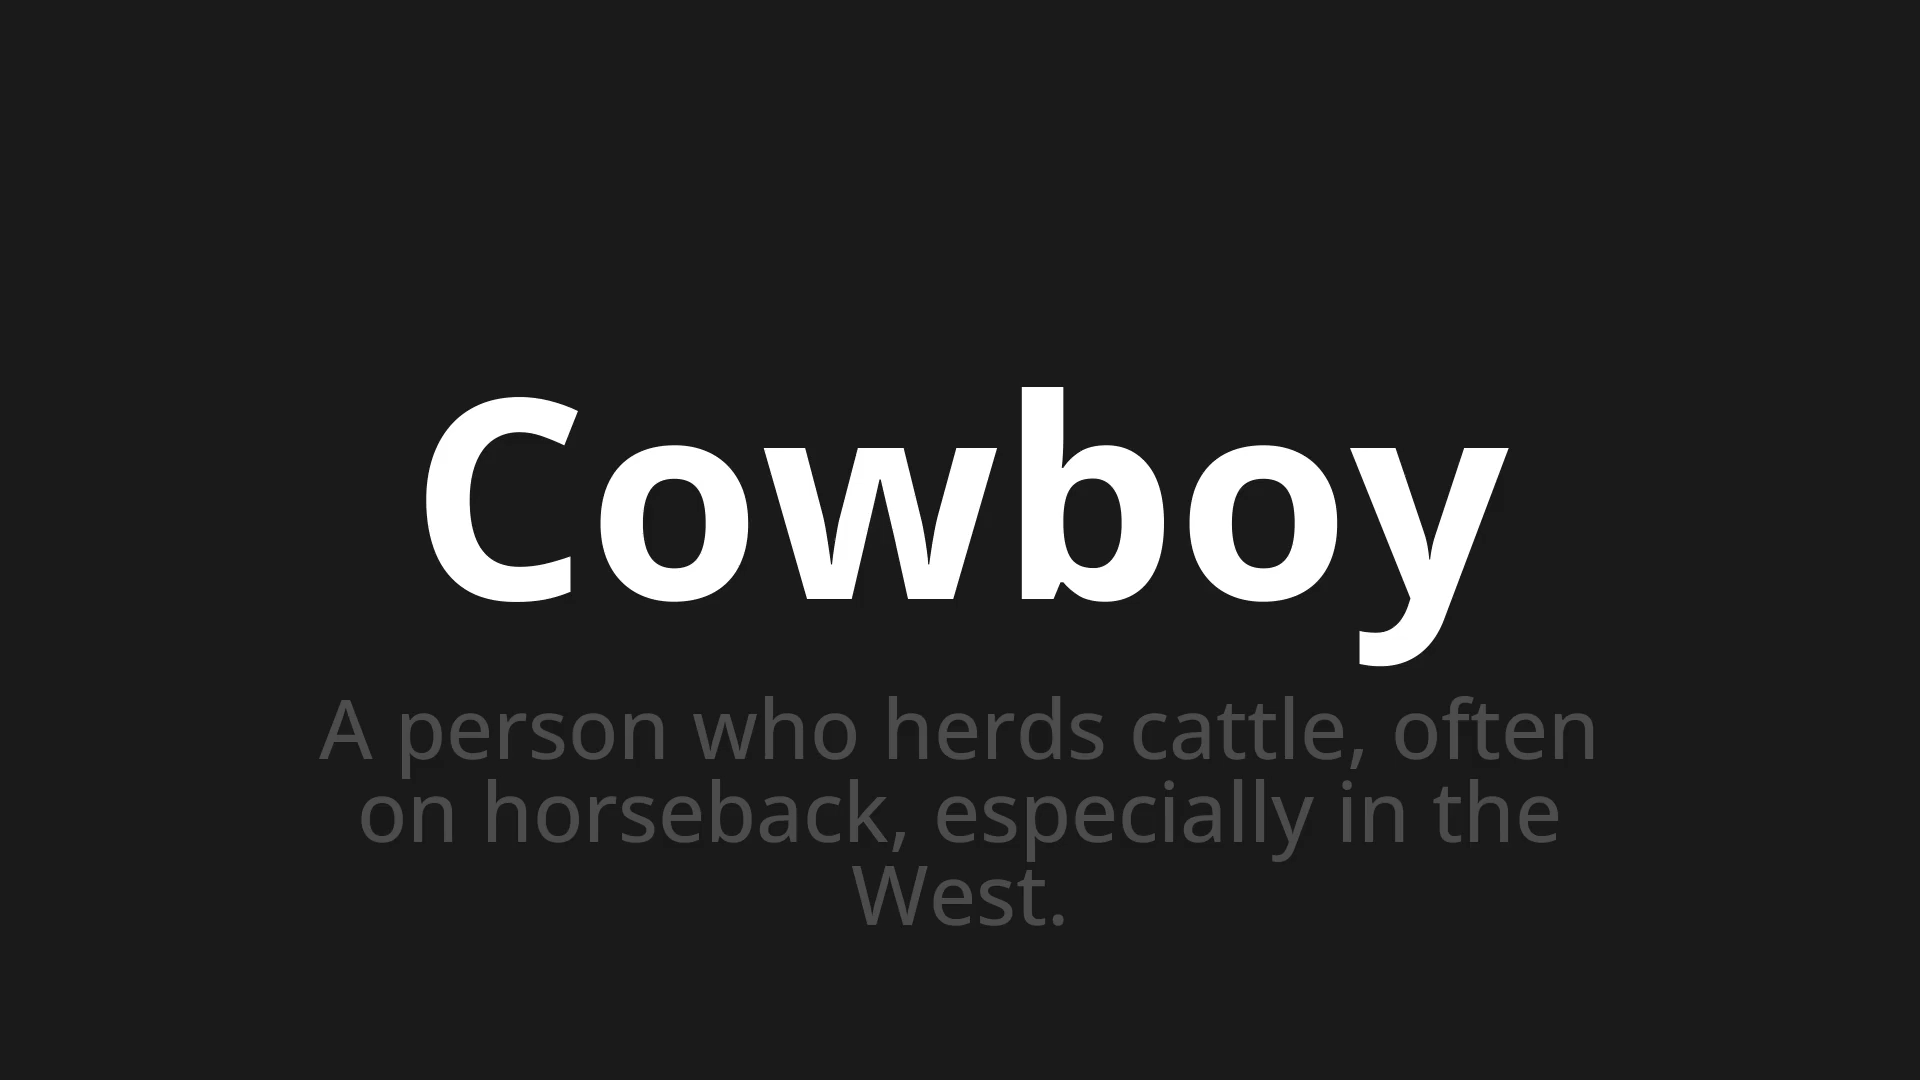 Cowboy
A person who herds cattle, often
on horseback, especially in the
West.